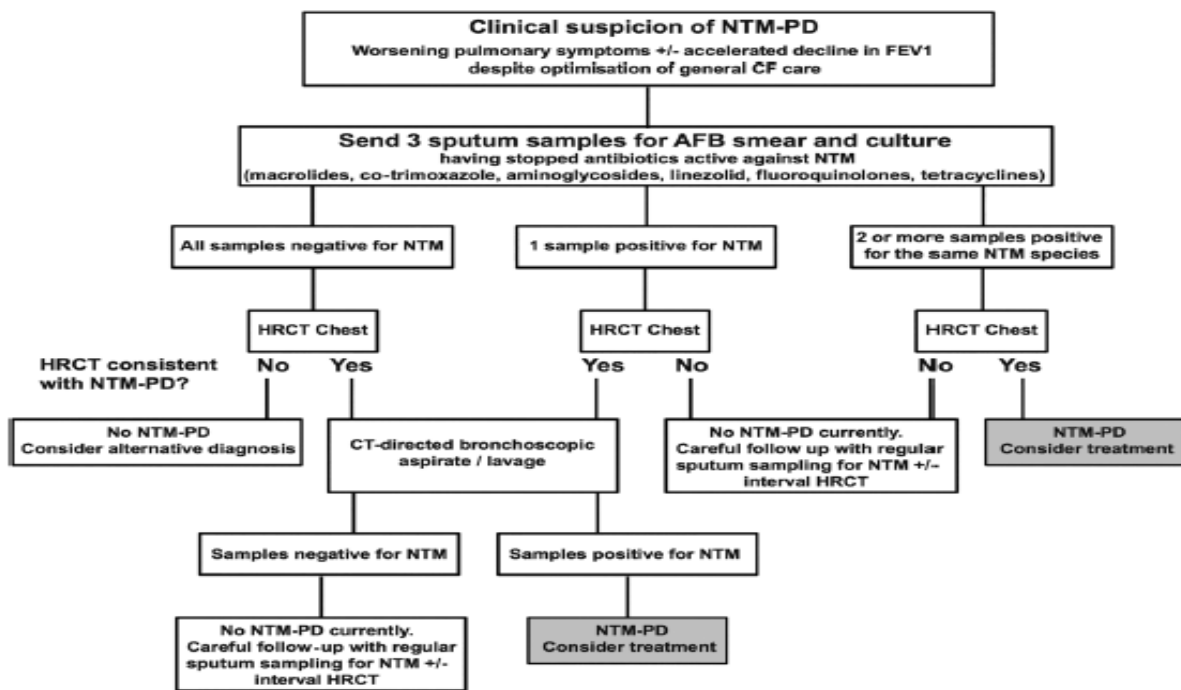 Clinical suspicion of NTM-PD
Worsening pulmonary symptoms +/- accelerated decline in FEV1
despite optimisation of general CF care
Send 3 sputum samples for AFB smear and culture
having stopped antibiotics active against NTM
(macrolides, co-trimoxazole, aminoglycosides, linezolid, fluoroquinolones, tetracyclines)
All samples negative for NTM
1 sample positive for NTM
2 or more samples positive
for the same NTM species
HRCT Chest
HRCT Chest
HRCT Chest
HRCT consistent
with NTM-PD?
No
Yes
Yes
No
No
Yes
No NTM-PD
Consider alternative diagnosis
CT-directed bronchoscopic
aspirate / lavage
No NTM-PD currently.
Careful follow up with regular
sputum sampling for NTM +/-
interval HRCT
NTM-PD
Consider treatment
Samples negative for NTM
Samples positive for NTM
No NTM-PD currently.
Careful follow-up with regular
sputum sampling for NTM +/-
interval HRCT
NTM-PD
Consider treatment